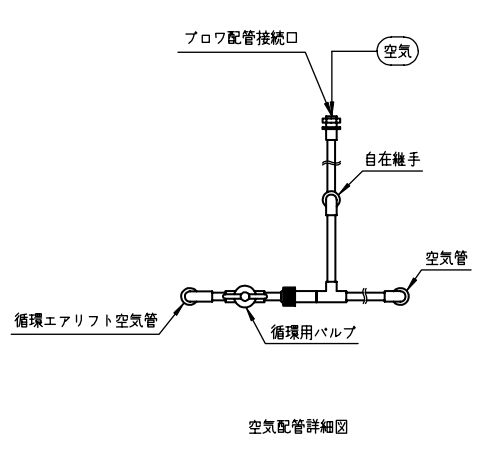 ブロワ配管接続口
空気
自在継手
空気管
循環エアリフト空気管
循環用バルブ
空気配管詳細図